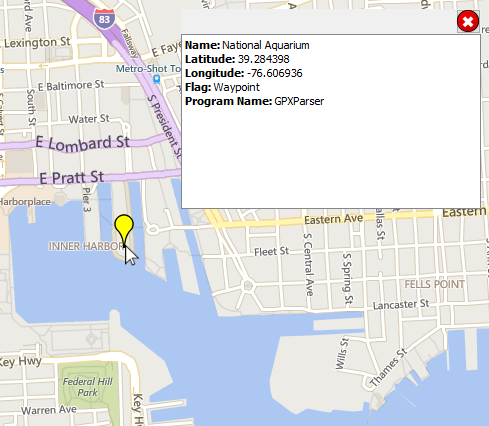 83
Fallsway
Lexington St
E Faye
Metro-Shot To
E Baltimore St
South St
S President St
Water St
E Lombard St
E Pratt St
Harborplace
Pier 3
INNER HARBOR
Name: National Aquarium
Latitude: 39.284398
Longitude: -76.606936
Flag: Waypoint
Program Name: GPXParser
Eastern Ave
Eastern
allas St
Fleet St
S Central Ave
S Spring St
FELLS POINT
Lancaster St
Wills St
Thames St
Key Hwy
Federal Hill
Park
Warren Ave
Key H